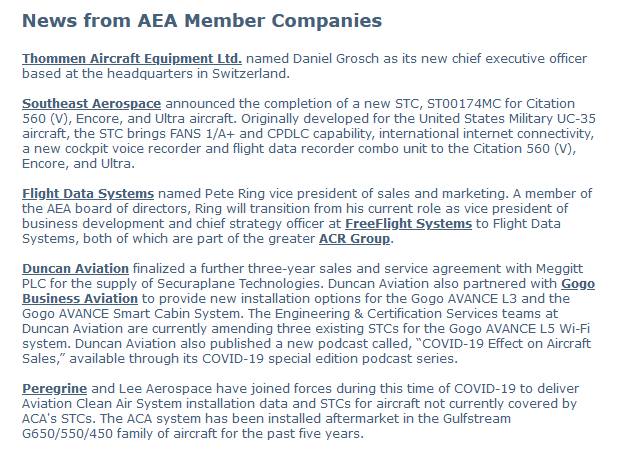 News from AEA Member Companies
Thommen Aircraft Equipment Ltd. named Daniel Grosch as its new chief executive officer
based at the headquarters in Switzerland.
Southeast Aerospace announced the completion of a new STC, ST00174MC for Citation
560 (V), Encore, and Ultra aircraft. Originally developed for the United States Military UC-35
aircraft, the STC brings FANS 1/A+ and CPDLC capability, international internet connectivity,
a new cockpit voice recorder and flight data recorder combo unit to the Citation 560 (V),
Encore, and Ultra.
Flight Data Systems named Pete Ring vice president of sales and marketing. A member of
the AEA board of directors, Ring will transition from his current role as vice president of
business development and chief strategy officer at FreeFlight Systems to Flight Data
Systems, both of which are part of the greater ACR Group.
Duncan Aviation finalized a further three-year sales and service agreement with Meggitt
PLC for the supply of Securaplane Technologies. Duncan Aviation also partnered with Gogo
Business Aviation to provide new installation options for the Gogo AVANCE L3 and the
Gogo AVANCE Smart Cabin System. The Engineering & Certification Services teams at
Duncan Aviation are currently amending three existing STCs for the Gogo AVANCE L5 Wi-Fi
system. Duncan Aviation also published a new podcast called, “COVID-19 Effect on Aircraft
Sales,” available through its COVID-19 special edition podcast series.
Peregrine and Lee Aerospace have joined forces during this time of COVID-19 to deliver
Aviation Clean Air System installation data and STCs for aircraft not currently covered by
ACA's STCs. The ACA system has been installed aftermarket in the Gulfstream
G650/550/450 family of aircraft for the past five years.